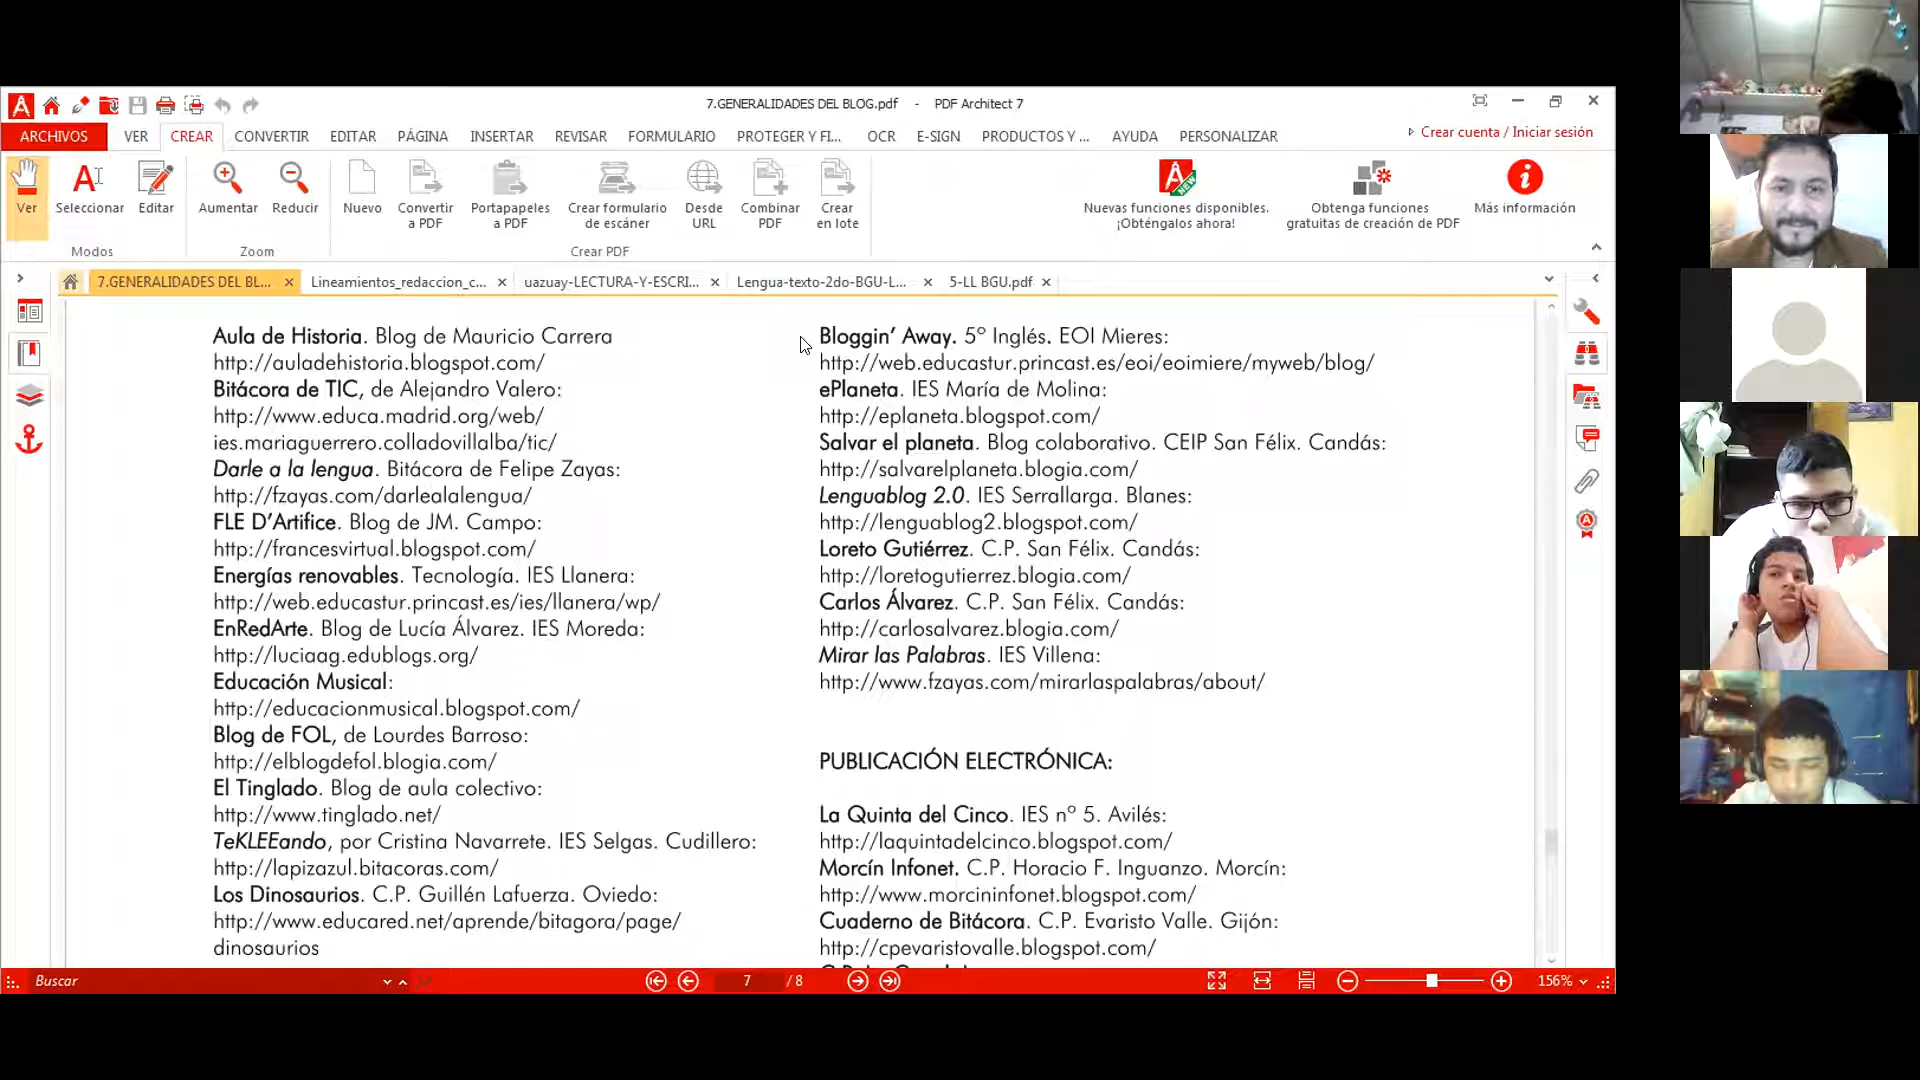 7.GENERALIDADES DEL BLOG.pdf - PDF Architect 7
ARCHIVOS VER CREAR CONVERTIR EDITAR PÁGINA INSERTAR REVISAR FORMULARIO PROTEGER Y FI... OCR E-SIGN PRODUCTOS Y ... AYUDA PERSONALIZAR
Crear cuenta / Iniciar sesión
Ver Seleccionar Editar Aumentar Reducir Nuevo Convertir a PDF Portapapeles a PDF Crear formulario de escáner Desde URL Combinar PDF Crear en lote
Nuevas funciones disponibles. ¡Obténgalos ahora!
NEW
Obtenga funciones gratuitas de creación de PDF
Más información
Modos Zoom Crear PDF
7.GENERALIDADES DEL BL... Lineamientos_redaccion_c... uazuay-LECTURA-Y-ESCRI... Lengua-texto-2do-BGU-L... 5-LL BGU.pdf
Aula de Historia. Blog de Mauricio Carrera
http://auladehistoria.blogspot.com/
Bitácora de TIC, de Alejandro Valero:
http://www.educa.madrid.org/web/
ies.mariaguerrero.colladovillalba/tic/
Darle a la lengua. Bitácora de Felipe Zayas:
http://fzayas.com/darlealalengua/
FLE D’Artifice. Blog de JM. Campo:
http://francesvirtual.blogspot.com/
Energías renovables. Tecnología. IES Llanera:
http://web.educastur.princast.es/ies/llanera/wp/
EnRedArte. Blog de Lucía Álvarez. IES Moreda:
http://luciaag.edublogs.org/
Educación Musical:
http://educacionmusical.blogspot.com/
Blog de FOL, de Lourdes Barroso:
http://elblogdefol.blogia.com/
El Tinglado. Blog de aula colectivo:
http://www.tinglado.net/
TeKLEEando, por Cristina Navarrete. IES Selgas. Cudillero:
http://lapizazul.bitacoras.com/
Los Dinosaurios. C.P. Guillén Lafuerza. Oviedo:
http://www.educared.net/aprende/bitagora/page/
dinosaurios
Bloggin’ Away. 5º Inglés. EOI Mieres:
http://web.educastur.princast.es/eoi/eoimiere/myweb/blog/
ePlaneta. IES María de Molina:
http://eplaneta.blogspot.com/
Salvar el planeta. Blog colaborativo. CEIP San Félix. Candás:
http://salvarelplaneta.blogia.com/
Lenguablog 2.0. IES Serrallarga. Blanes:
http://lenguablog2.blogspot.com/
Loreto Gutiérrez. C.P. San Félix. Candás:
http://loretogutierrez.blogia.com/
Carlos Álvarez. C.P. San Félix. Candás:
http://carlosalvarez.blogia.com/
Mirar las Palabras. IES Villena:
http://www.fzayas.com/mirarlaspalabras/about/
PUBLICACIÓN ELECTRÓNICA:
La Quinta del Cinco. IES nº 5. Avilés:
http://laquintadelcinco.blogspot.com/
Morcín Infonet. C.P. Horacio F. Inguanzo. Morcín:
http://www.morcininfonet.blogspot.com/
Cuaderno de Bitácora. C.P. Evaristo Valle. Gijón:
http://cpevaristovalle.blogspot.com/
Buscar 7 / 8 156%